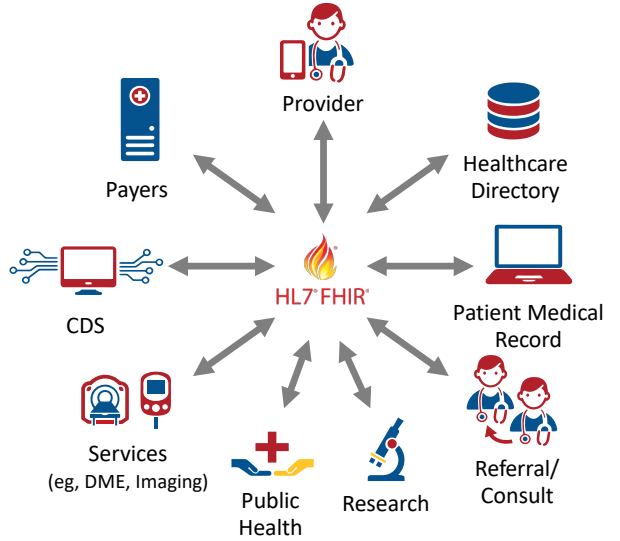 Provider
Payers
Healthcare
Directory
HL7® FHIR®
CDS
Patient Medical
Record
Services
(eg, DME, Imaging)
Public
Health
Research
Referral/
Consult